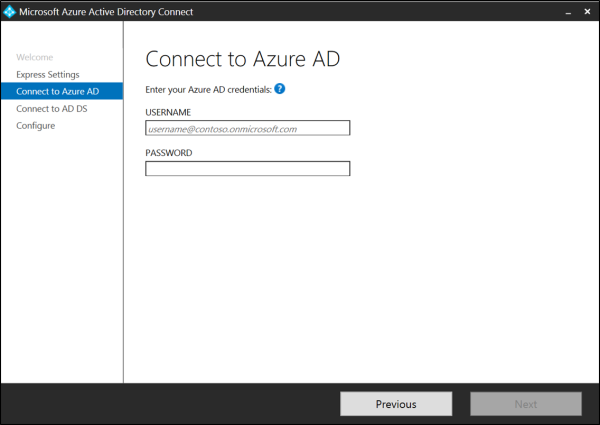 Microsoft Azure Active Directory Connect
Welcome
Express Settings
Connect to Azure AD
Connect to AD DS
Configure
Connect to Azure AD
Enter your Azure AD credentials: ?
USERNAME
username@contoso.onmicrosoft.com
PASSWORD
Previous
Next